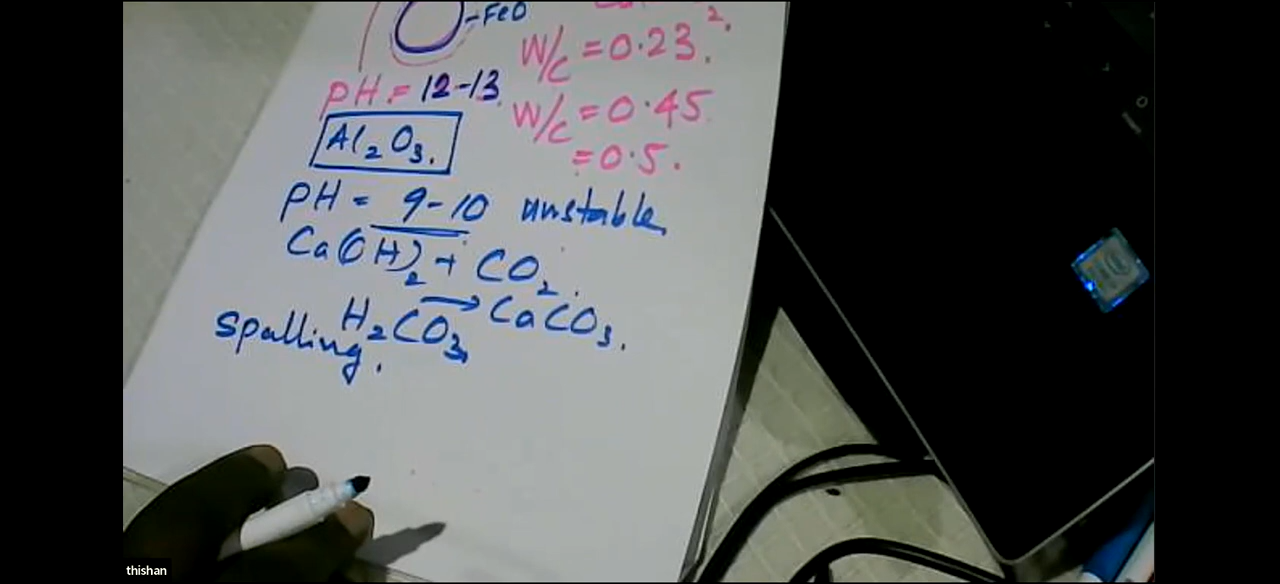 -FeO
2.
W/c = 0.23.
PH = 12-13
W/c = 0.45
= 0.5.
Al2O3.
PH = 9-10 unstable,
Ca(OH)2 + CO2.
H2CO3, → CaCO3.
Spalling.
thishan